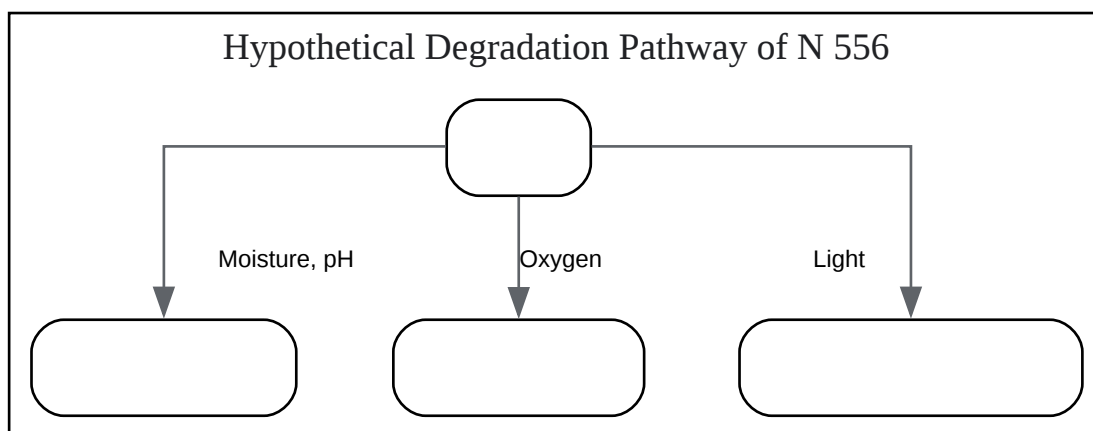 Hypothetical Degradation Pathway of N 556
Moisture, pH
Oxygen
Light